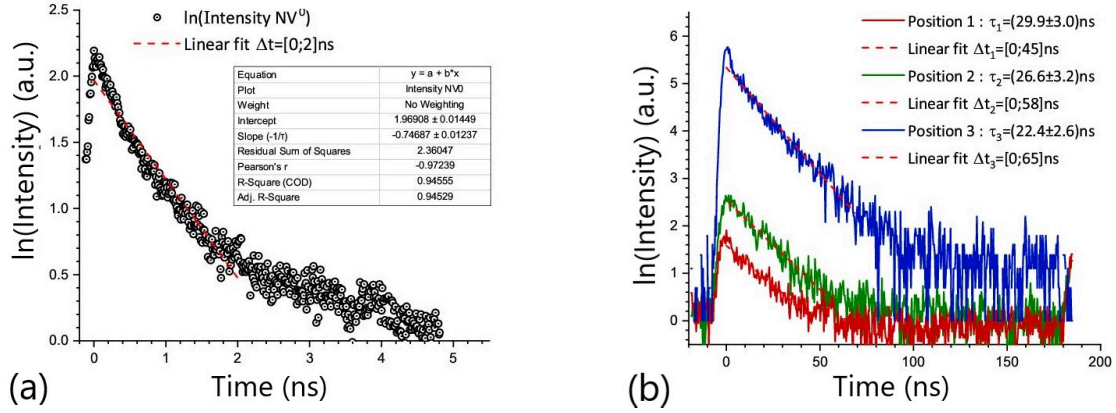 ln(Intensity NV⁰)
Linear fit Δt=[0;2]ns
Equation y = a + b*x
Plot Intensity NV0
Weight No Weighting
Intercept 1.96908 ± 0.01449
Slope (-1/τ) -0.74687 ± 0.01237
Residual Sum of Squares 2.36047
Pearson's r -0.97239
R-Square (COD) 0.94555
Adj. R-Square 0.94529
ln(Intensity) (a.u.)
2.5
2.0
1.5
1.0
0.5
0.0
0 1 2 3 4 5
Time (ns)
(a)
Position 1 : τ₁=(29.9±3.0)ns
Linear fit Δt₁=[0;45]ns
Position 2 : τ₂=(26.6±3.2)ns
Linear fit Δt₂=[0;58]ns
Position 3 : τ₃=(22.4±2.6)ns
Linear fit Δt₃=[0;65]ns
ln(Intensity) (a.u.)
6
5
4
3
2
1
0
0 50 100 150 200
Time (ns)
(b)